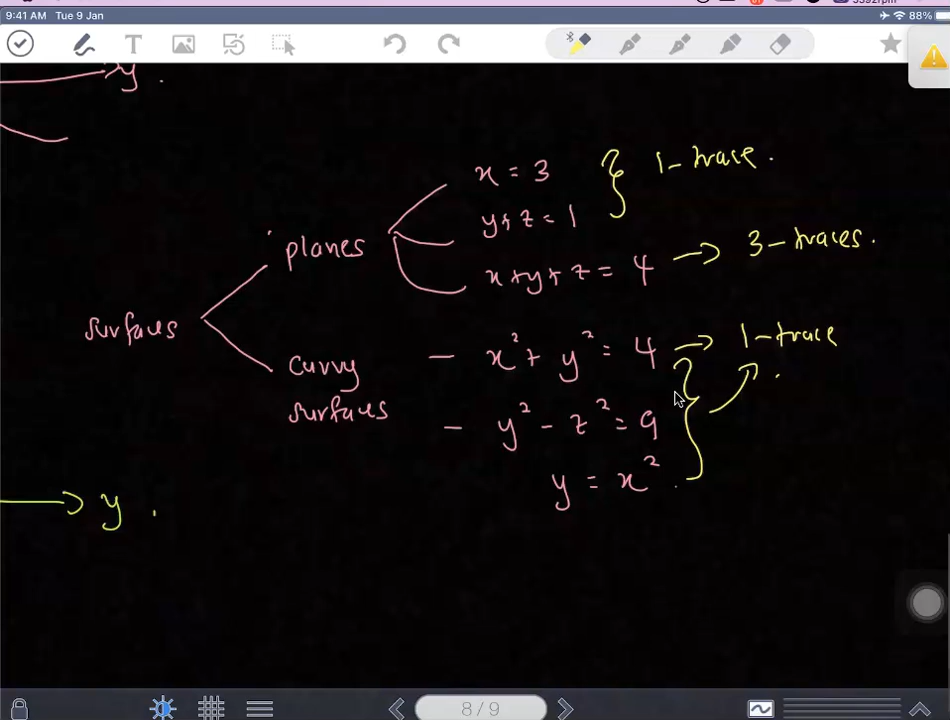 9:41 AM Tue 9 Jan
88%
y.
x = 3
y+z = 1
} 1-trace.
planes
x+y+z = 4 → 3-traces.
surfaces
curvy
surfaces
- x² + y² = 4 → 1-trace
- y² - z² = 9
y = x².
→ y.
8 / 9